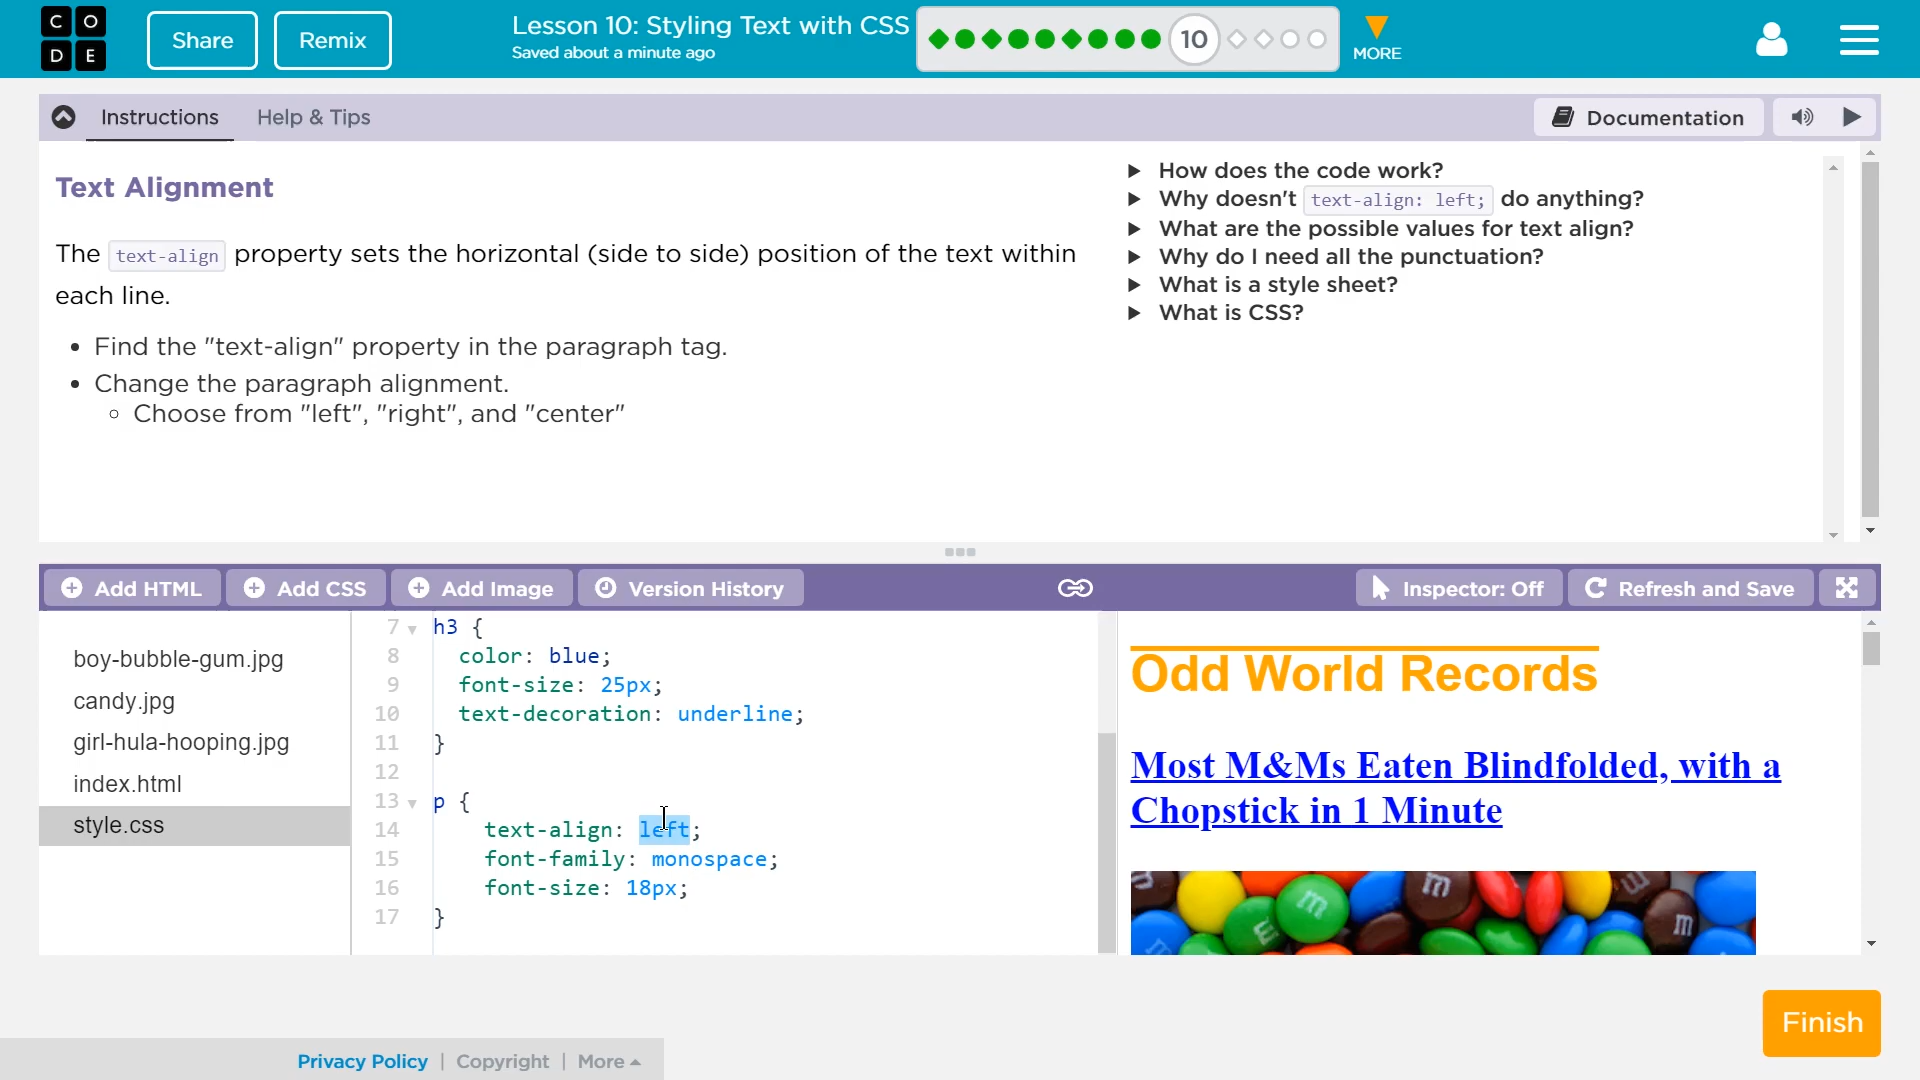 C O
D E
Share
Remix
Lesson 10: Styling Text with CSS
Saved about a minute ago
10
MORE
Instructions
Help & Tips
Documentation
Text Alignment
The text-align property sets the horizontal (side to side) position of the text within
each line.
• Find the "text-align" property in the paragraph tag.
• Change the paragraph alignment.
Choose from "left", "right", and "center"
How does the code work?
Why doesn't text-align: left; do anything?
What are the possible values for text align?
Why do I need all the punctuation?
What is a style sheet?
What is CSS?
Add HTML
Add CSS
Add Image
Version History
Inspector: Off
Refresh and Save
boy-bubble-gum.jpg
candy.jpg
girl-hula-hooping.jpg
index.html
style.css
7 h3 {
8 color: blue;
9 font-size: 25px;
10 text-decoration: underline;
11 }
12
13 p {
14 text-align: left;
15 font-family: monospace;
16 font-size: 18px;
17 }
Odd World Records
Most M&Ms Eaten Blindfolded, with a
Chopstick in 1 Minute
m
m
m
Finish
Privacy Policy | Copyright | More